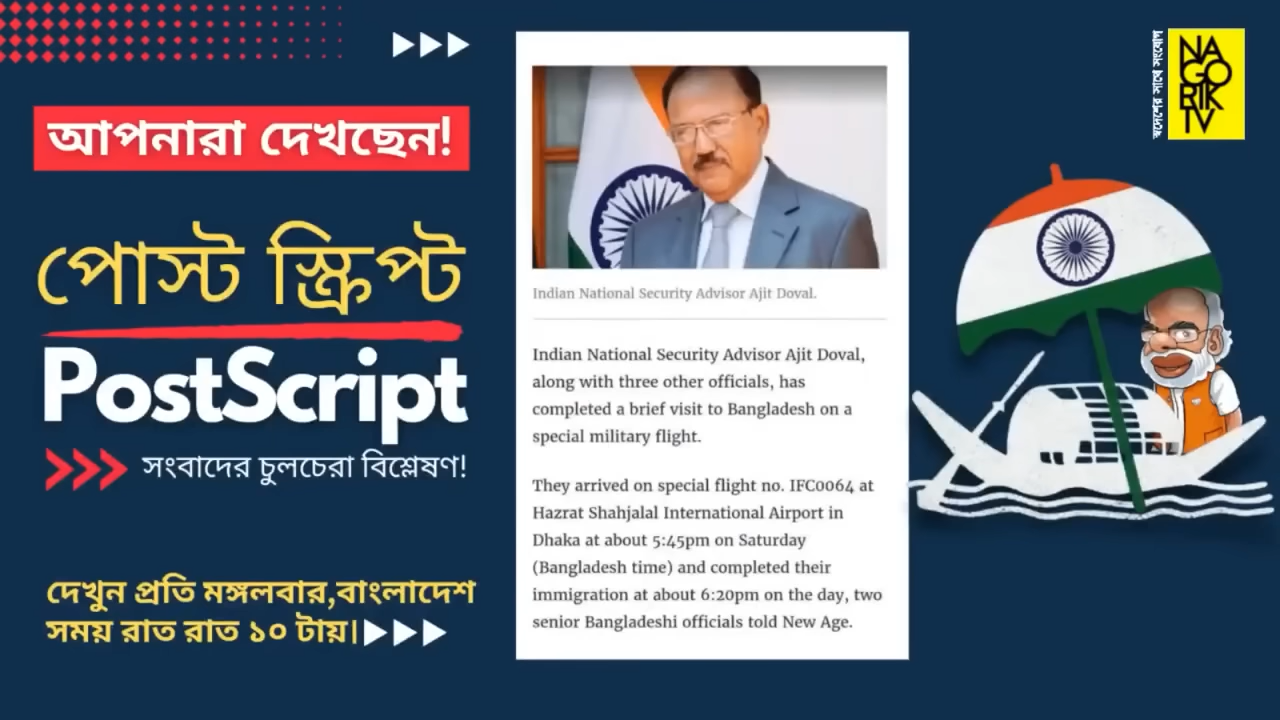 আপনারা দেখছেন!
পোস্ট স্ক্রিপ্ট
PostScript
সংবাদের চুলচেরা বিশ্লেষণ!
দেখুন প্রতি মঙ্গলবার,বাংলাদেশ
সময় রাত রাত ১০ টায়।
Indian National Security Advisor Ajit Doval.
Indian National Security Advisor Ajit Doval,
along with three other officials, has
completed a brief visit to Bangladesh on a
special military flight.
They arrived on special flight no. IFC0064 at
Hazrat Shahjalal International Airport in
Dhaka at about 5:45pm on Saturday
(Bangladesh time) and completed their
immigration at about 6:20pm on the day, two
senior Bangladeshi officials told New Age.
NA
GO
RIK
TV